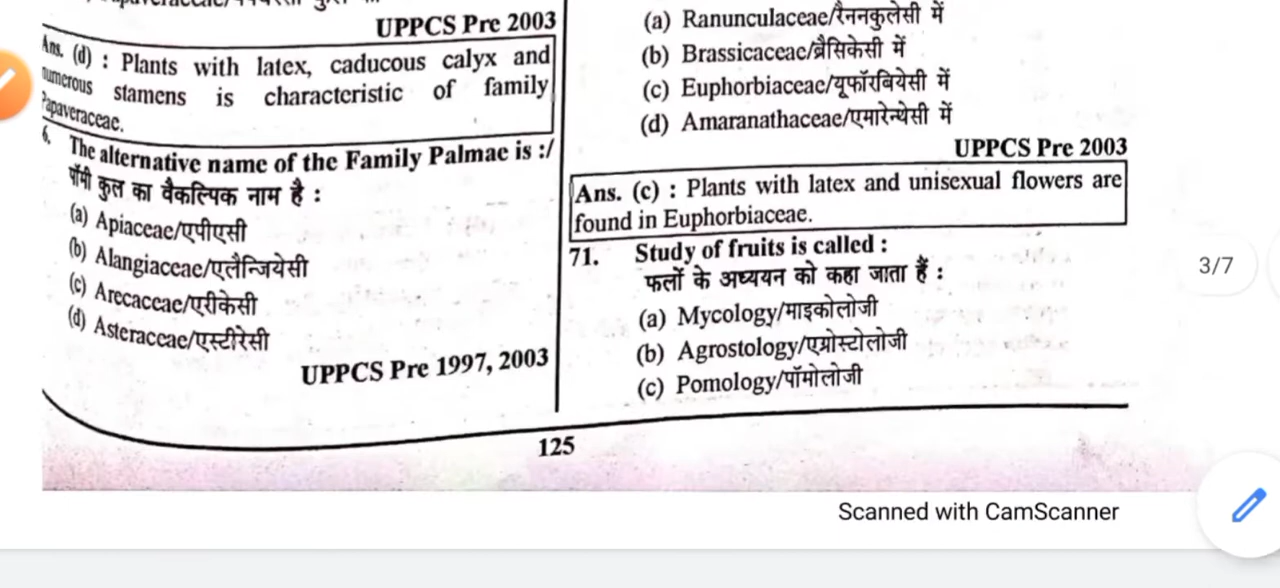 UPPCS Pre 2003
Ans. (d) : Plants with latex, caducous calyx and
numerous stamens is characteristic of family
Papaveraceae.
6. The alternative name of the Family Palmae is :/
पॉमी कुल का वैकल्पिक नाम है :
(a) Apiaceae/एपीएसी
(b) Alangiaceae/एलैन्जियेसी
(c) Arecaceae/एरीकेसी
(d) Asteraceae/एस्टीरेसी
UPPCS Pre 1997, 2003
(a) Ranunculaceae/रैननकुलेसी में
(b) Brassicaceae/ब्रैसिकेसी में
(c) Euphorbiaceae/यूफॉरबियेसी में
(d) Amaranathaceae/एमारेन्थेसी में
UPPCS Pre 2003
Ans. (c) : Plants with latex and unisexual flowers are
found in Euphorbiaceae.
71. Study of fruits is called :
फलों के अध्ययन को कहा जाता है :
(a) Mycology/माइकोलोजी
(b) Agrostology/एग्रोस्टोलोजी
(c) Pomology/पॉमोलोजी
125
Scanned with CamScanner
3/7